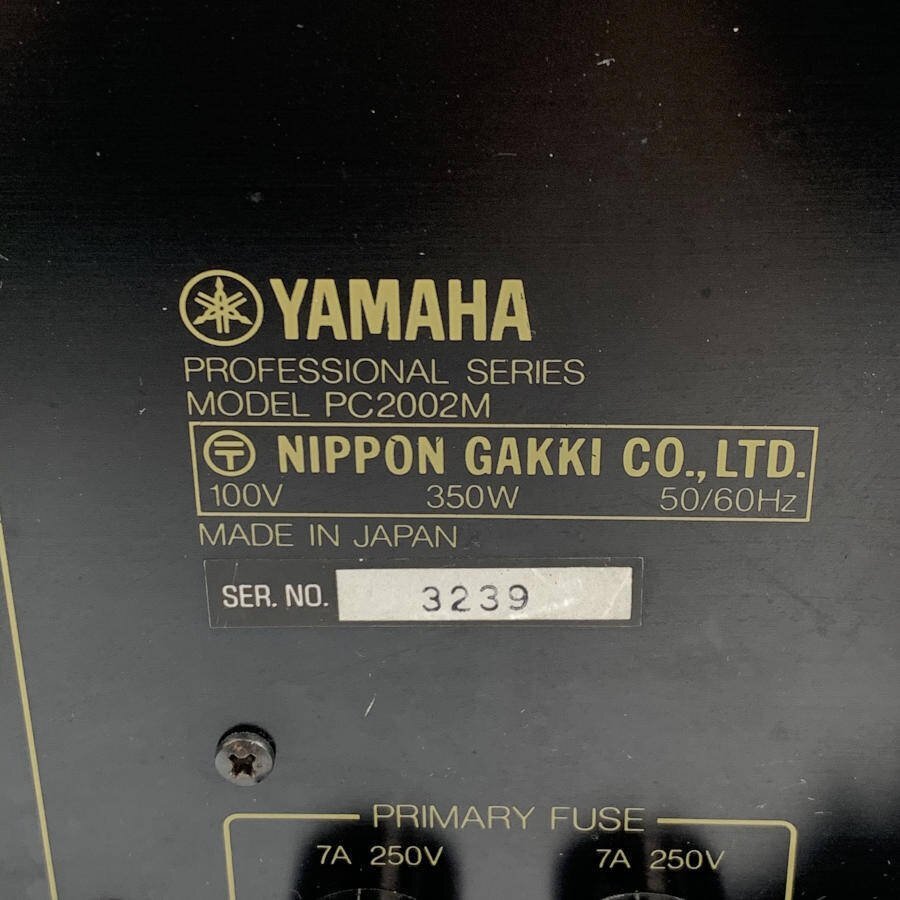 YAMAHA
PROFESSIONAL SERIES
MODEL PC2002M
〒 NIPPON GAKKI CO., LTD.
100V 350W 50/60Hz
MADE IN JAPAN
SER. NO. 3239
PRIMARY FUSE
7A 250V 7A 250V